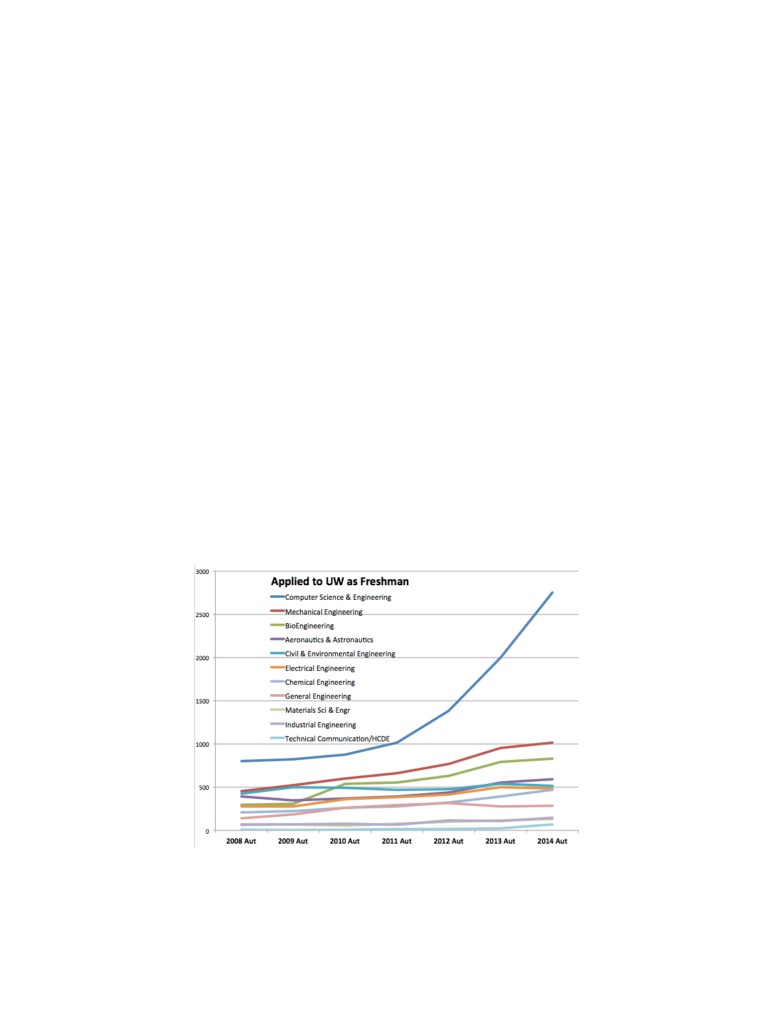 3000
Applied to UW as Freshman
Computer Science & Engineering
Mechanical Engineering
2500
BioEngineering
Aeronautics & Astronautics
Civil & Environmental Engineering
2000
Electrical Engineering
Chemical Engineering
General Engineering
1500
Materials Sci & Engr
Industrial Engineering
Technical Communication/HCDE
1000
500
0
2008 Aut 2009 Aut 2010 Aut 2011 Aut 2012 Aut 2013 Aut 2014 Aut